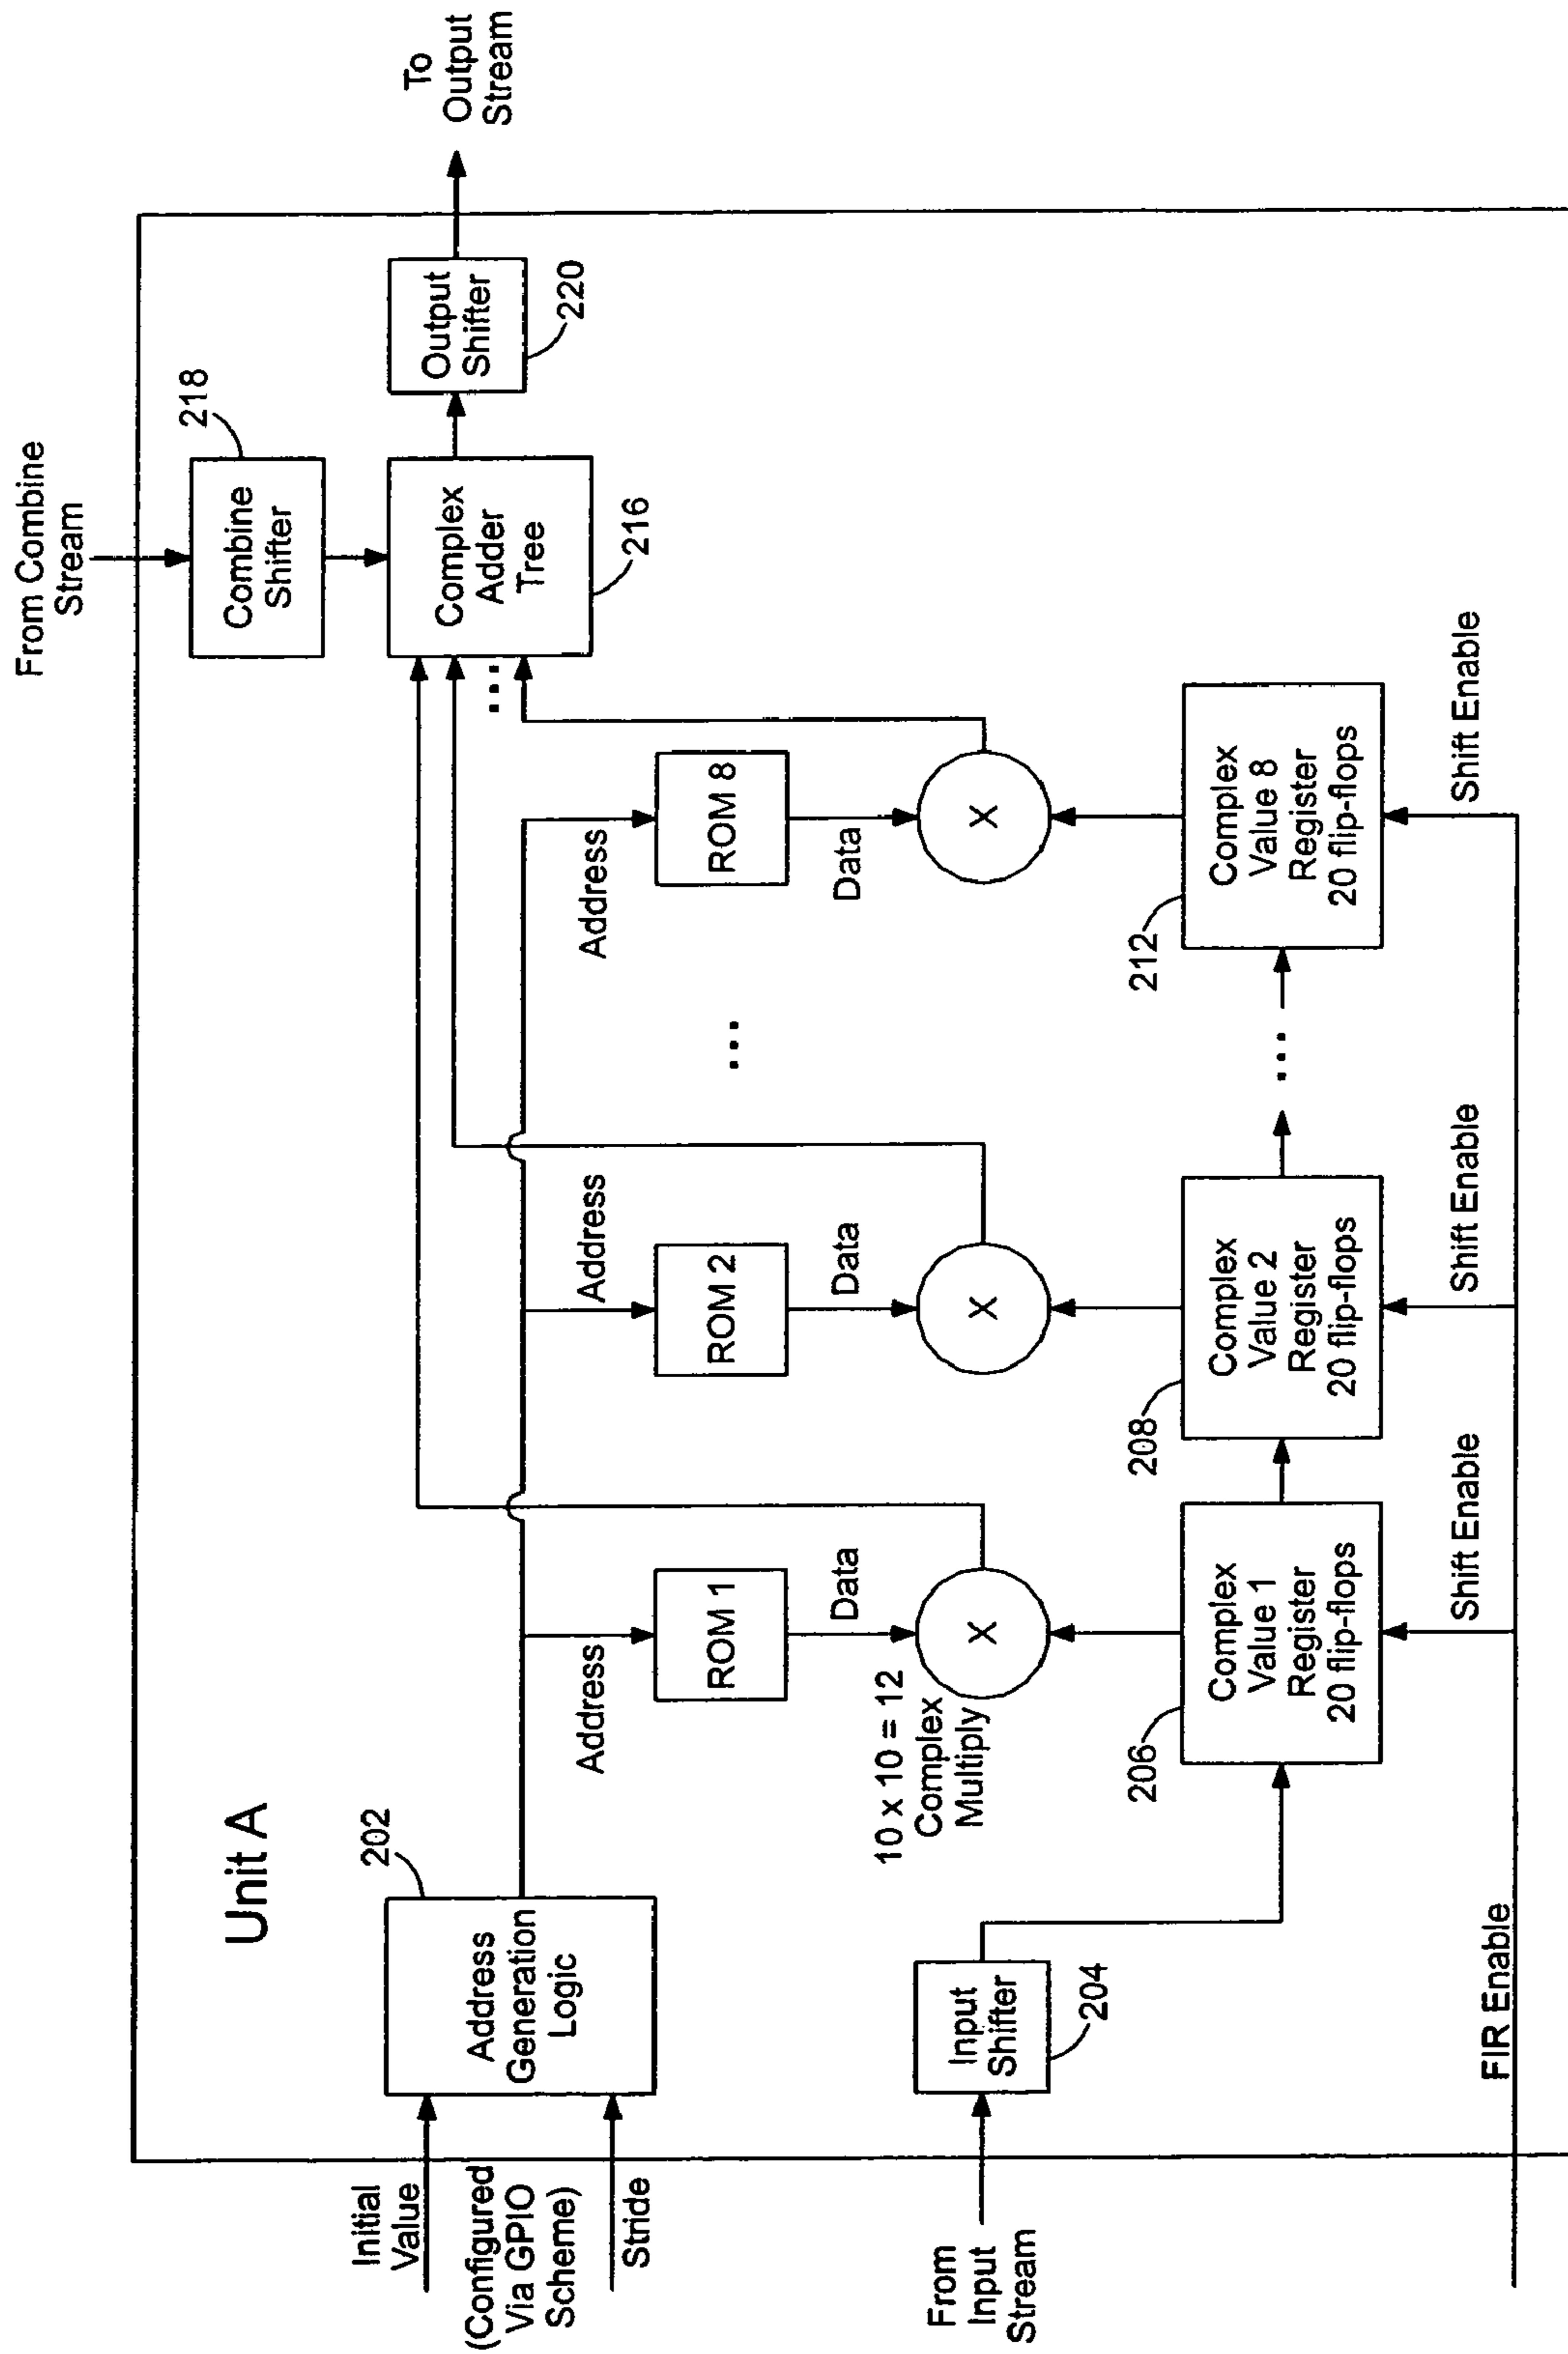 Unit A
Initial
Value
(Configured
Via GPIO
Scheme)
Stride
202
Address
Generation
Logic
From Combine
Stream
218
Combine
Shifter
Complex
Adder
Tree
216
Output
Shifter
220
To
Output
Stream
...
Address
ROM 1
Data
Address
ROM 2
Data
...
Address
ROM 8
Data
10 x 10 = 12
Complex
Multiply
X
X
X
From
Input
Stream
Input
Shifter
204
206
Complex
Value 1
Register
20 flip-flops
208
Complex
Value 2
Register
20 flip-flops
...
212
Complex
Value 8
Register
20 flip-flops
FIR Enable
Shift Enable
Shift Enable
Shift Enable